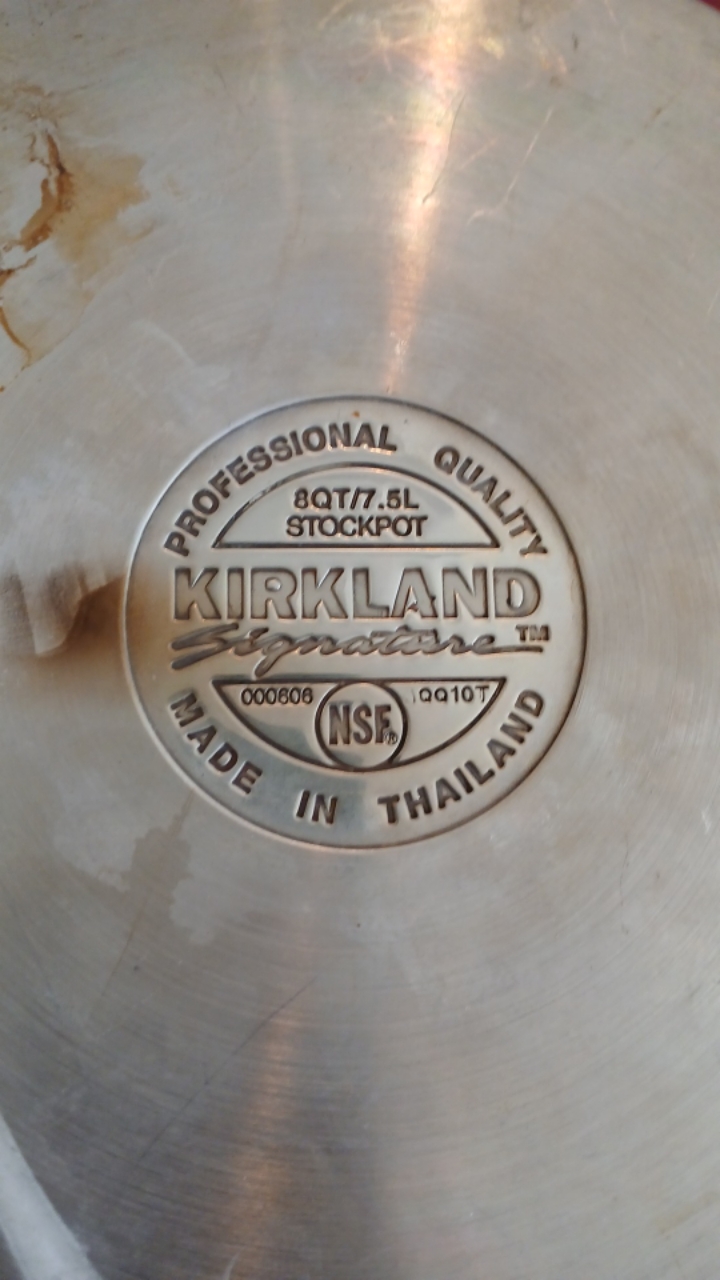 PROFESSIONAL QUALITY
8QT/7.5L
STOCKPOT
KIRKLAND
Signature™
000606
NSF®
QQ10T
MADE IN THAILAND